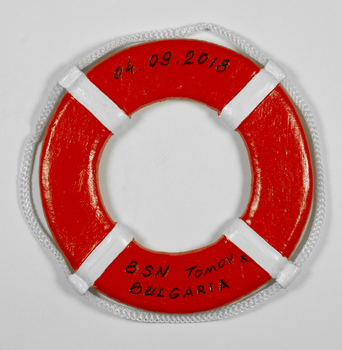 04.09.2018
BSN TOMOV &
BULGARIA